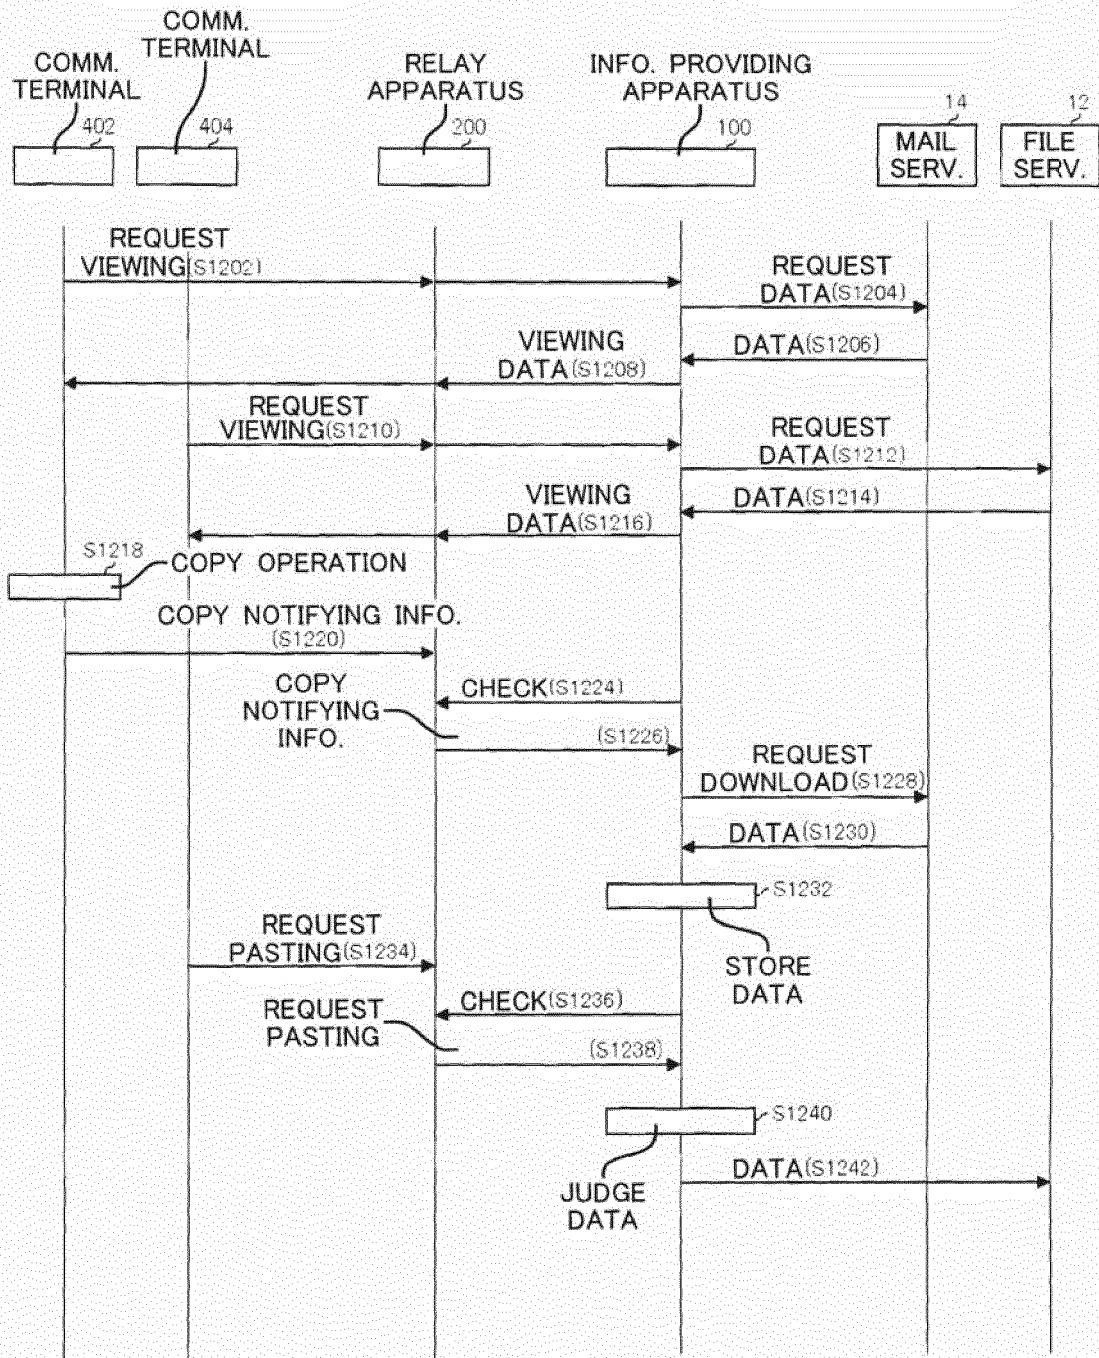 COMM.
TERMINAL
COMM.
TERMINAL
RELAY
APPARATUS
INFO. PROVIDING
APPARATUS
402
404
200
100
14
MAIL
SERV.
12
FILE
SERV.
REQUEST
VIEWING(S1202)
REQUEST
DATA(S1204)
DATA(S1206)
VIEWING
DATA(S1208)
REQUEST
VIEWING(S1210)
REQUEST
DATA(S1212)
DATA(S1214)
VIEWING
DATA(S1216)
S1218
COPY OPERATION
COPY NOTIFYING INFO.
(S1220)
CHECK(S1224)
COPY
NOTIFYING
INFO.
(S1226)
REQUEST
DOWNLOAD(S1228)
DATA(S1230)
S1232
STORE
DATA
REQUEST
PASTING(S1234)
CHECK(S1236)
REQUEST
PASTING
(S1238)
S1240
JUDGE
DATA
DATA(S1242)